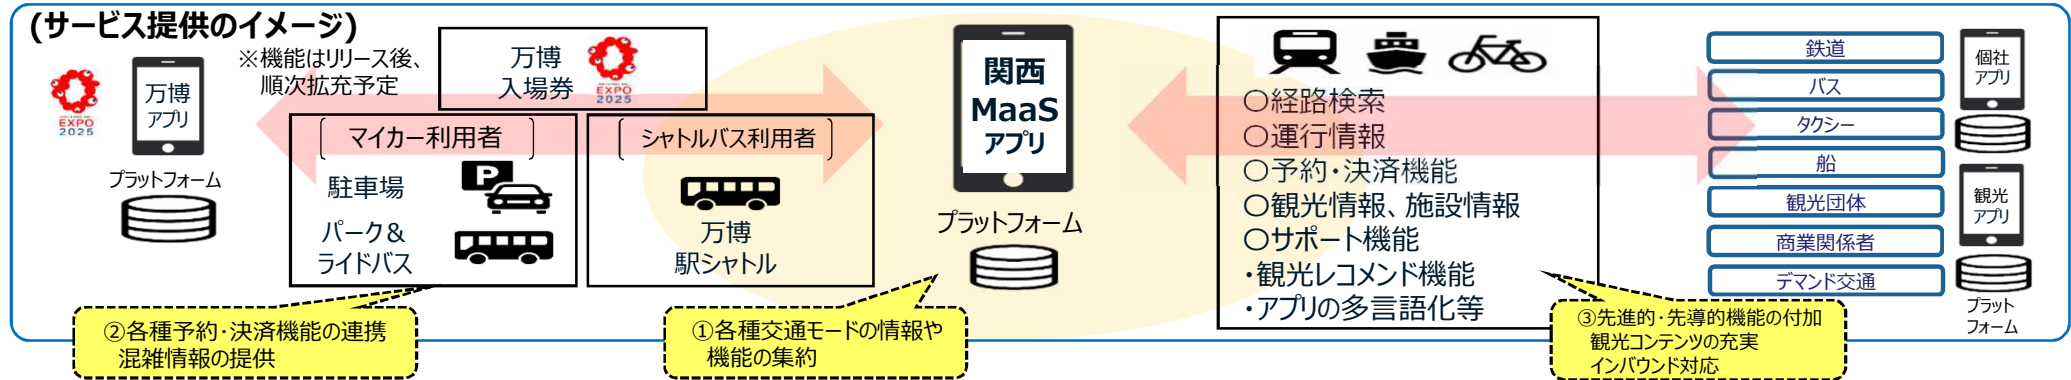 (サービス提供のイメージ)
※機能はリリース後、
順次拡充予定
EXPO
2025
万博
アプリ
プラットフォーム
万博
入場券
EXPO
2025
マイカー利用者
駐車場
P
パーク＆
ライドバス
シャトルバス利用者
万博
駅シャトル
関西
MaaS
アプリ
プラットフォーム
○経路検索
○運行情報
○予約・決済機能
○観光情報、施設情報
○サポート機能
・観光レコメンド機能
・アプリの多言語化等
鉄道
バス
タクシー
船
観光団体
商業関係者
デマンド交通
個社
アプリ
観光
アプリ
プラット
フォーム
②各種予約・決済機能の連携
混雑情報の提供
①各種交通モードの情報や
機能の集約
③先進的・先導的機能の付加
観光コンテンツの充実
インバウンド対応